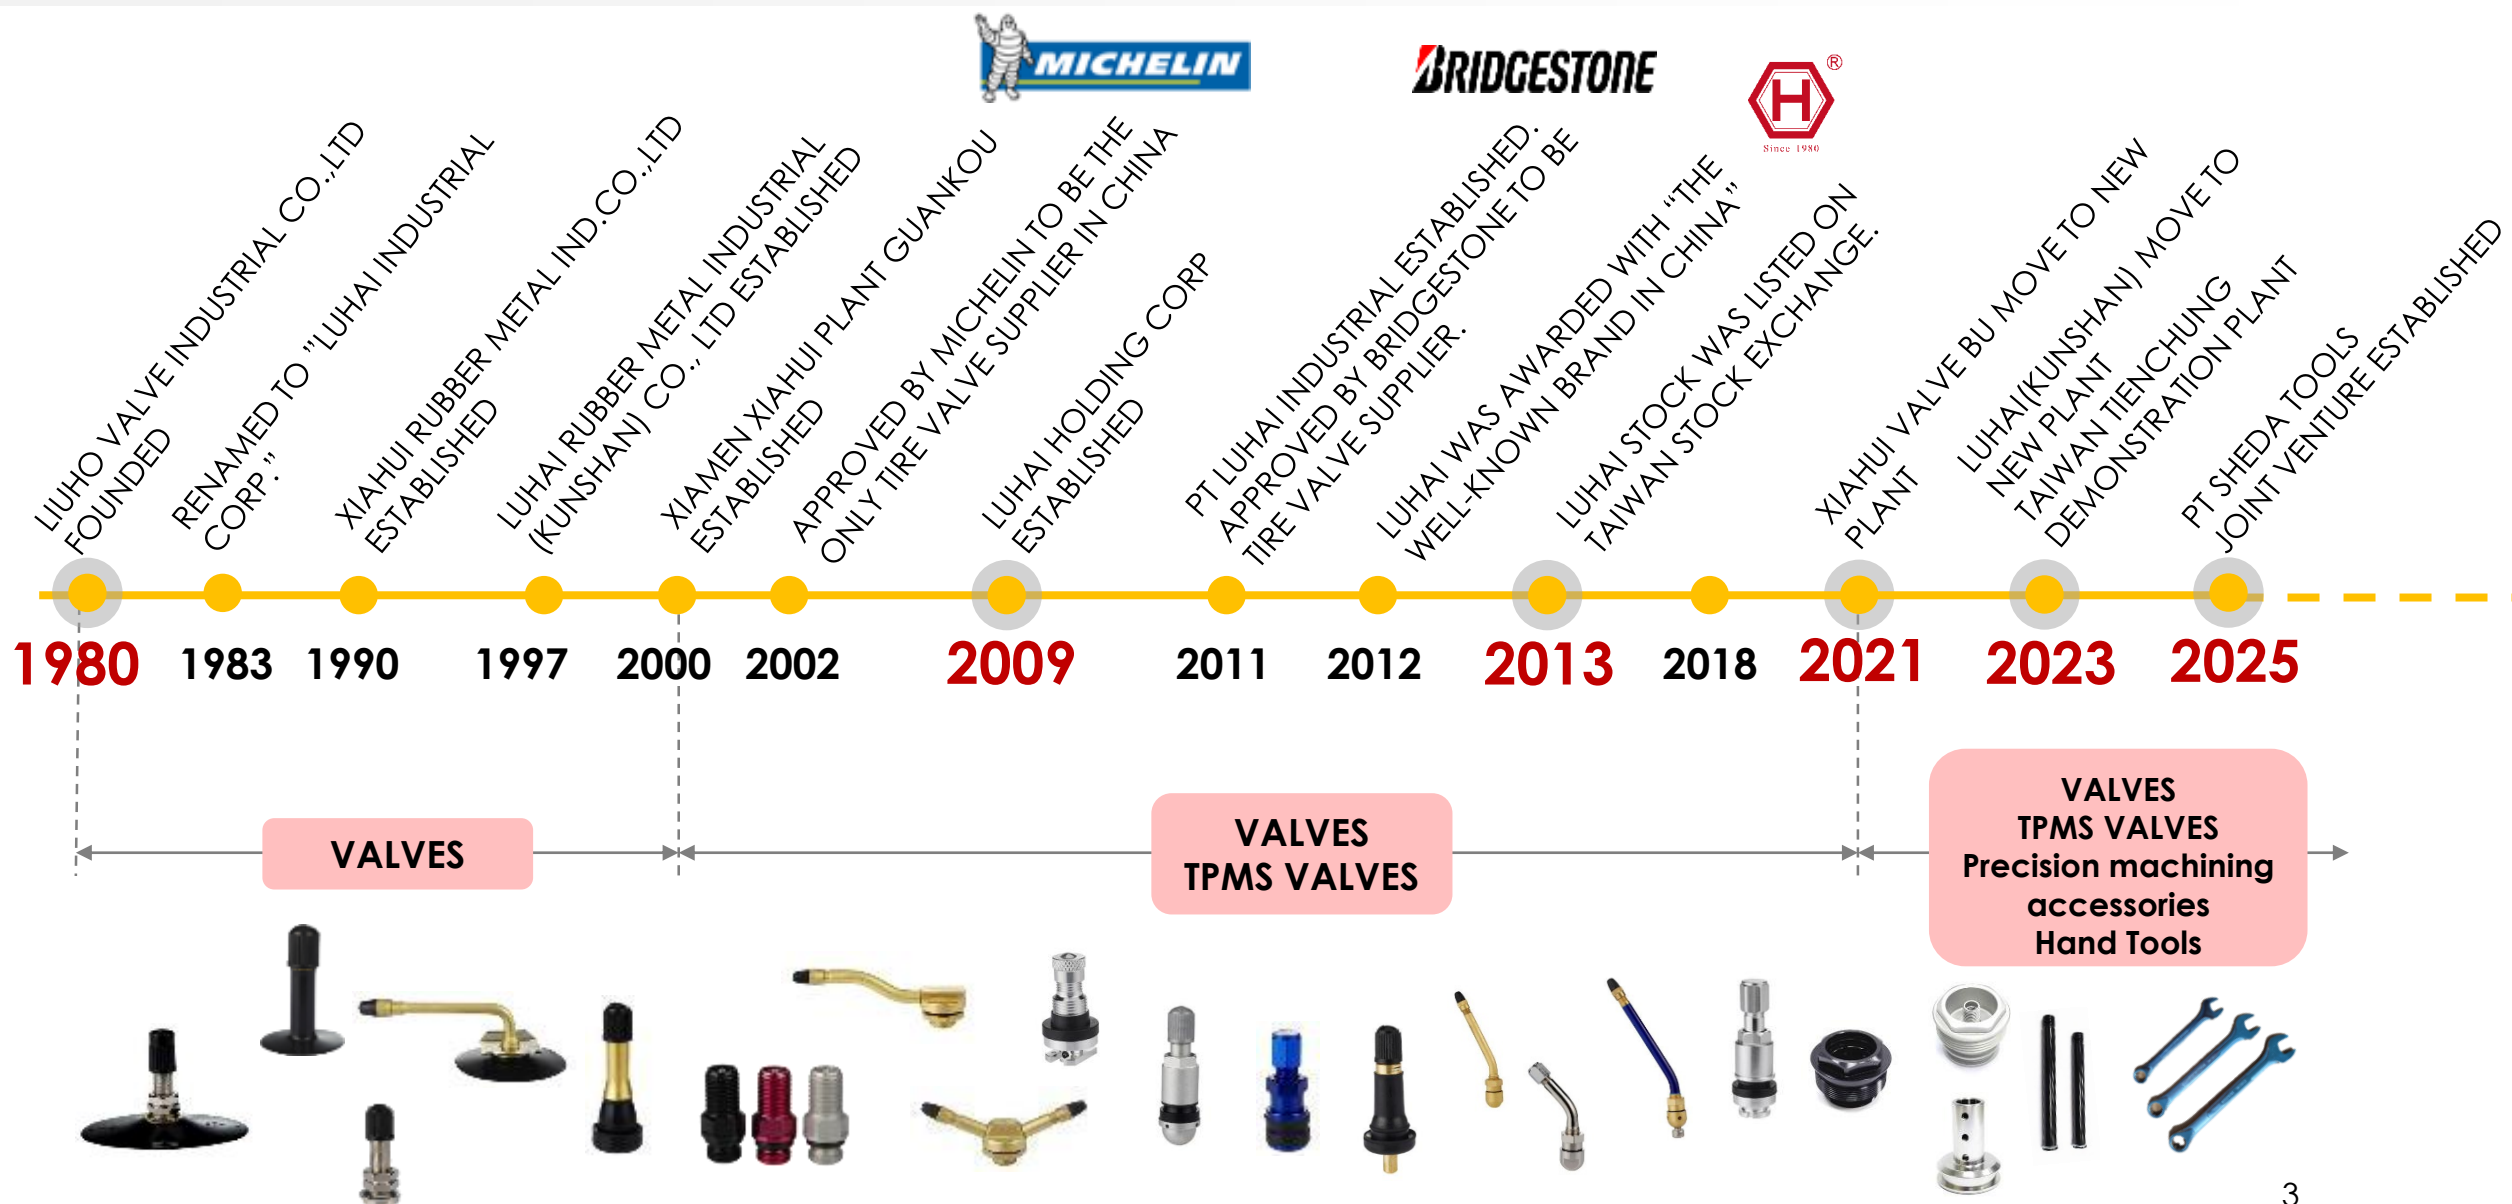 MICHELIN
BRIDGESTONE
H
®
Since 1980
LIUHO VALVE INDUSTRIAL CO.,LTD
FOUNDED
RENAMED TO "LUHAI INDUSTRIAL
CORP."
XIAHUI RUBBER METAL IND.CO.,LTD
ESTABLISHED
LUHAI RUBBER METAL INDUSTRIAL
(KUNSHAN) CO., LTD ESTABLISHED
XIAMEN XIAHUI PLANT GUANKOU
ESTABLISHED
APPROVED BY MICHELIN TO BE THE
ONLY TIRE VALVE SUPPLIER IN CHINA
LUHAI HOLDING CORP
ESTABLISHED
PT LUHAI INDUSTRIAL ESTABLISHED.
APPROVED BY BRIDGESTONE TO BE
TIRE VALVE SUPPLIER.
LUHAI WAS AWARDED WITH "THE
WELL-KNOWN BRAND IN CHINA"
LUHAI STOCK WAS LISTED ON
TAIWAN STOCK EXCHANGE.
XIAHUI VALVE BU MOVE TO NEW
PLANT
LUHAI(KUNSHAN) MOVE TO
NEW PLANT
TAIWAN TIENCHUNG
DEMONSTRATION PLANT
PT SHEDA TOOLS
JOINT VENTURE ESTABLISHED
1980
1983
1990
1997
2000
2002
2009
2011
2012
2013
2018
2021
2023
2025
VALVES
VALVES
TPMS VALVES
VALVES
TPMS VALVES
Precision machining
accessories
Hand Tools
3